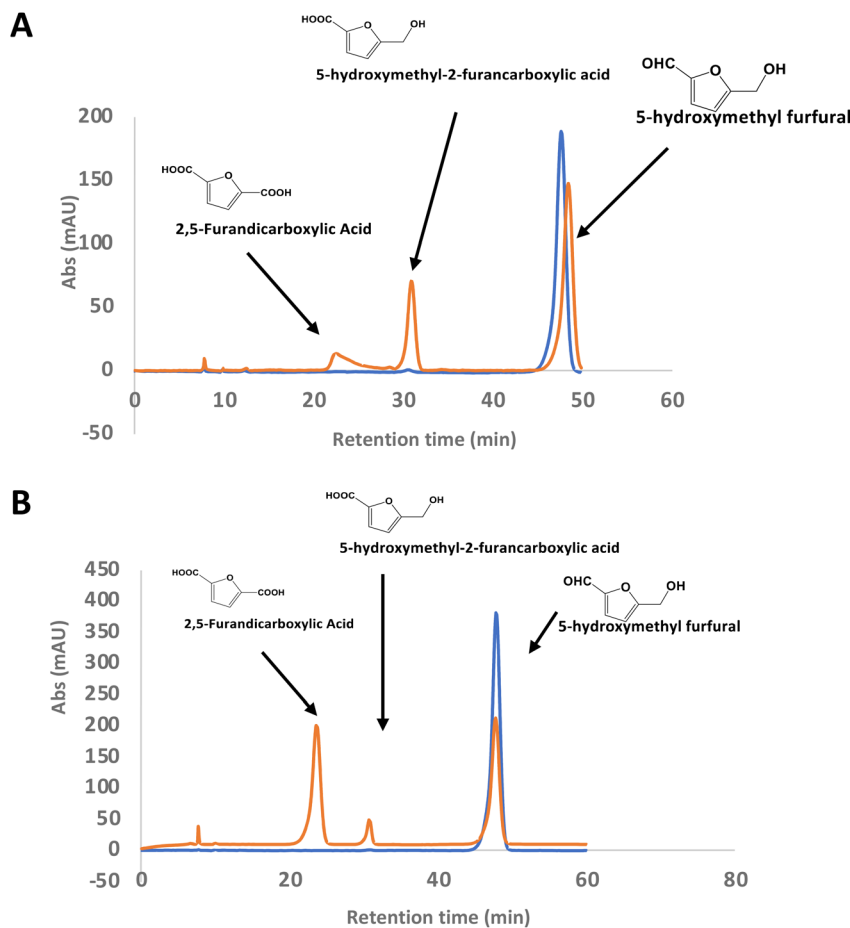 A
HOOC
O
OH
5-hydroxymethyl-2-furancarboxylic acid
OHC
O
OH
5-hydroxymethyl furfural
HOOC
O
COOH
2,5-Furandicarboxylic Acid
200
150
100
50
0
-50
Abs (mAU)
0 10 20 30 40 50 60
Retention time (min)
B
HOOC
O
OH
5-hydroxymethyl-2-furancarboxylic acid
HOOC
O
COOH
2,5-Furandicarboxylic Acid
OHC
O
OH
5-hydroxymethyl furfural
450
400
350
300
250
200
150
100
50
0
-50
Abs (mAU)
0 20 40 60 80
Retention time (min)